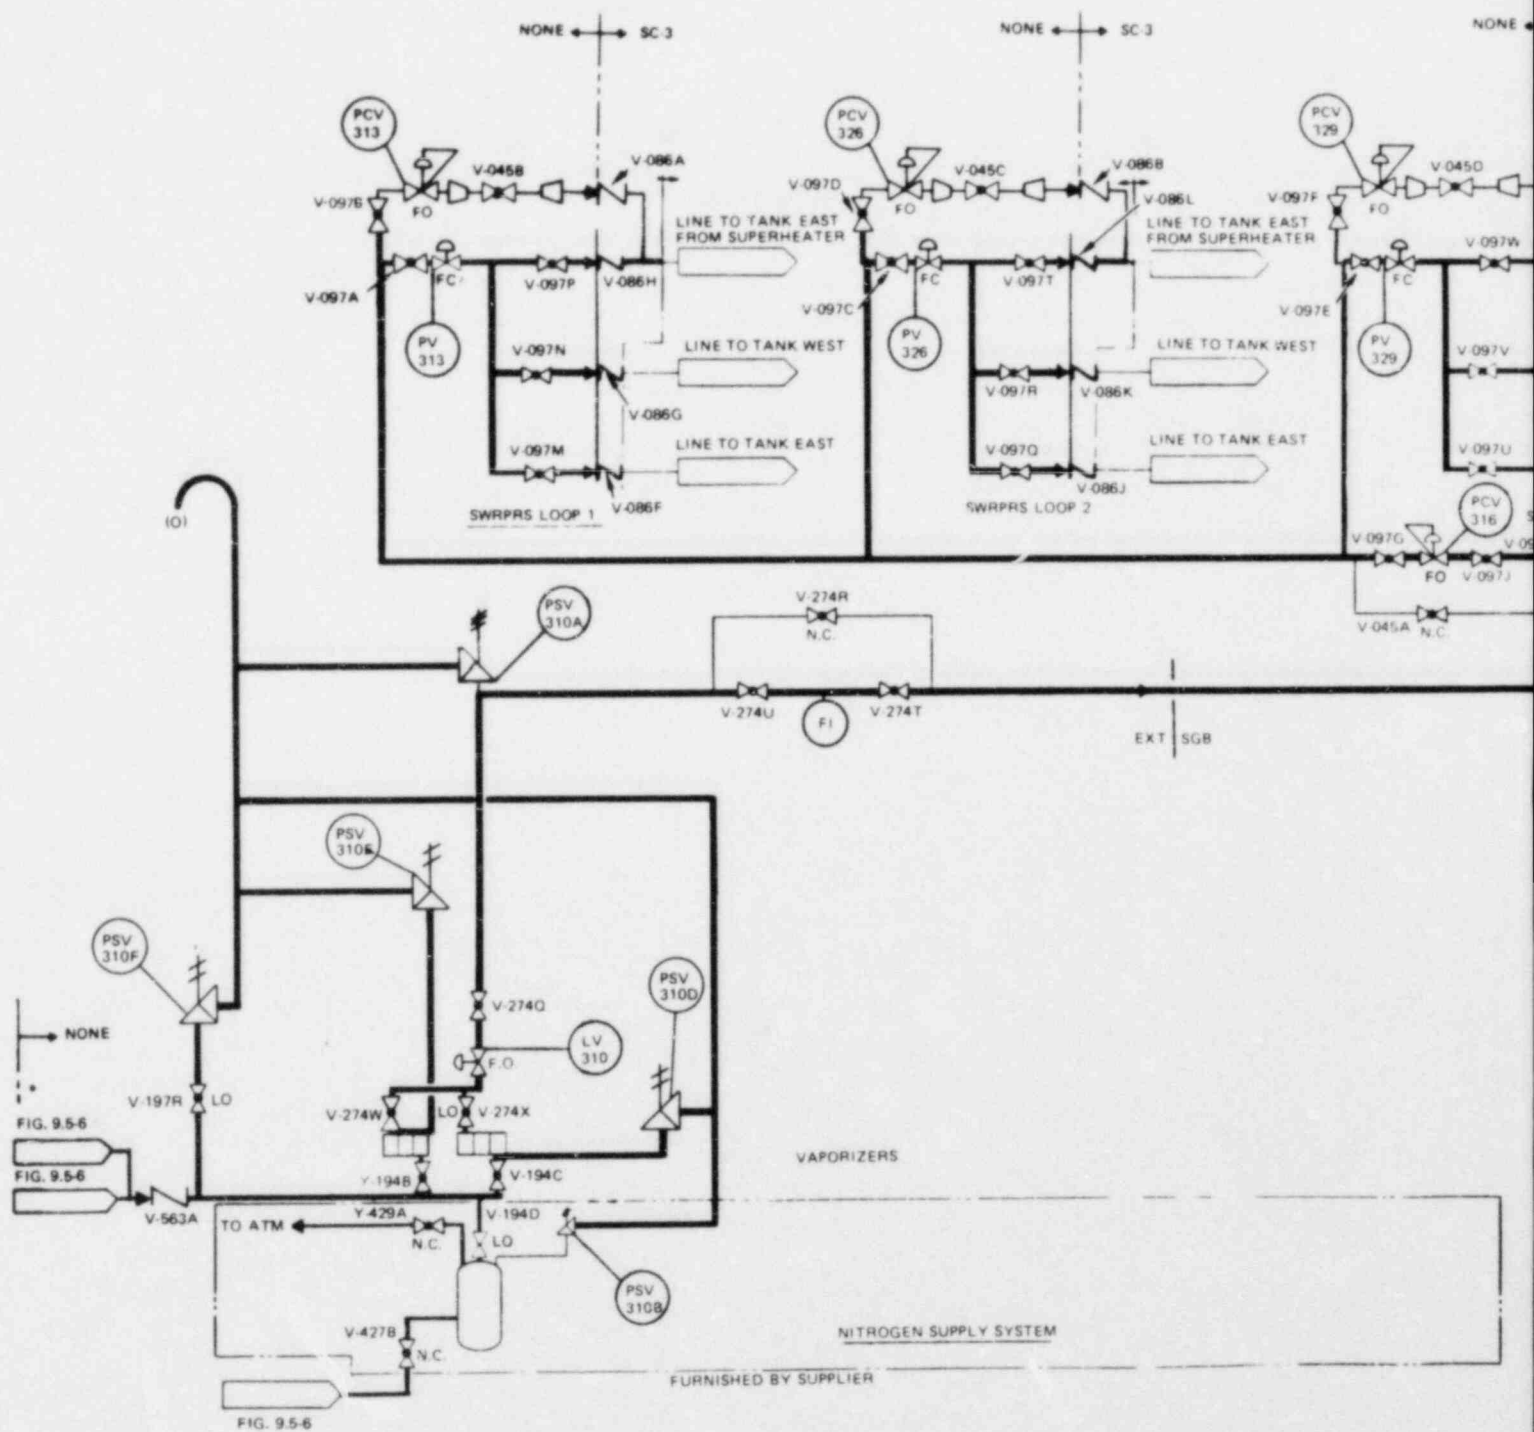 NONE SC-3
NONE SC-3
NONE
PCV
313
PCV
326
PCV
329
V-045B
V-086A
V-045C
V-086B
V-045D
V-097B
FO
V-097D
FO
V-086L
V-097F
FO
LINE TO TANK EAST
FROM SUPERHEATER
LINE TO TANK EAST
FROM SUPERHEATER
V-097W
V-097A
FC
V-097P
V-086H
V-097C
FC
V-097T
V-097E
FC
PV
313
PV
326
PV
329
V-097N
LINE TO TANK WEST
LINE TO TANK WEST
V-097V
V-086G
V-097R
V-086K
V-097M
LINE TO TANK EAST
V-097Q
LINE TO TANK EAST
V-097U
V-086F
V-086J
SWRPRS LOOP 1
SWRPRS LOOP 2
PCV
316
(O)
V-097G
FO
V-097J
PSV
310A
V-274R
N.C.
V-045A
N.C.
V-274U
FI
V-274T
EXT SGB
PSV
310E
PSV
310F
PSV
310D
NONE
V-274Q
LV
310
F.O.
V-197R
LO
V-274W
LO
V-274X
FIG. 9.5-6
VAPORIZERS
FIG. 9.5-6
V-194B
V-194C
V-563A
TO ATM
V-429A
N.C.
V-194D
LO
PSV
310B
V-427B
N.C.
NITROGEN SUPPLY SYSTEM
FURNISHED BY SUPPLIER
FIG. 9.5-6